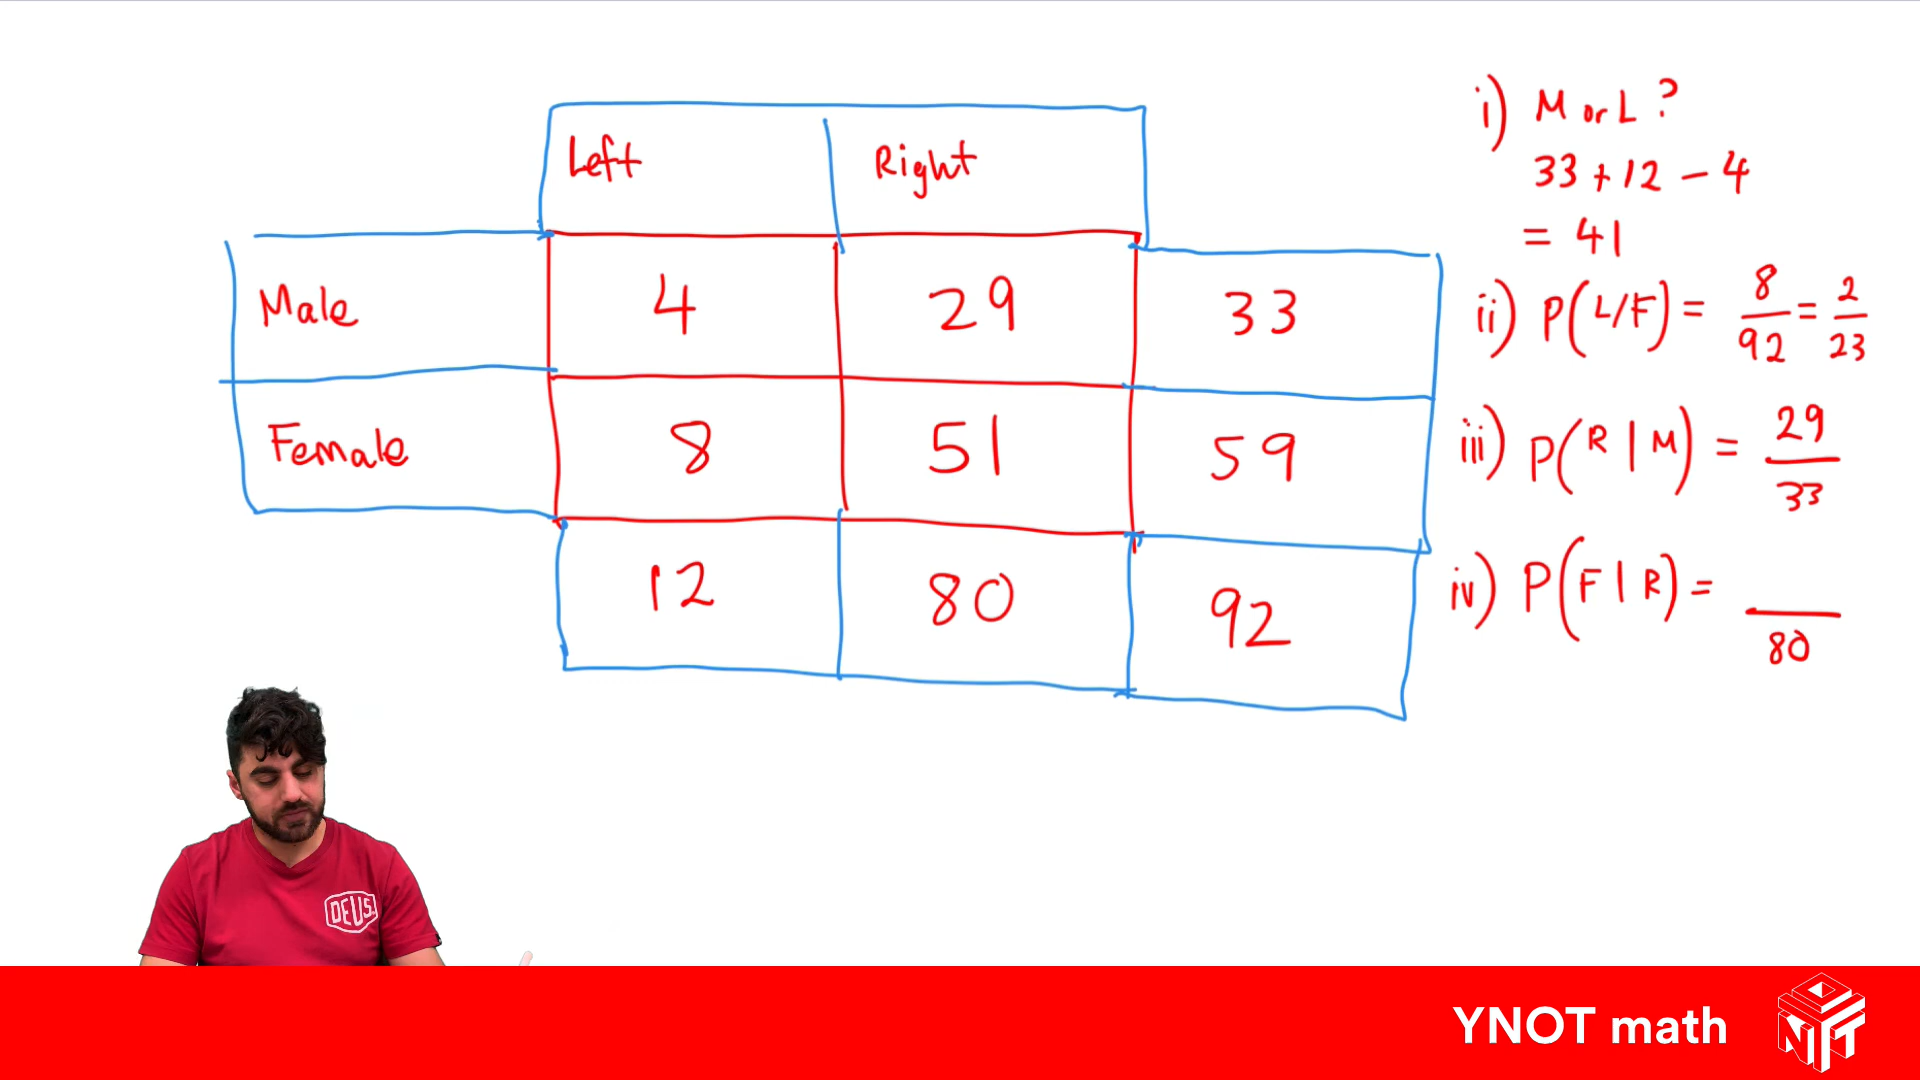 Left Right
Male 4 29 33
Female 8 51 59
12 80 92
i) M or L ?
33 + 12 - 4
= 41
ii) P(L/F) = 8/92 = 2/23
iii) P(R | M) = 29/33
iv) P(F | R) = /80
DEUS
YNOT math
YNOT